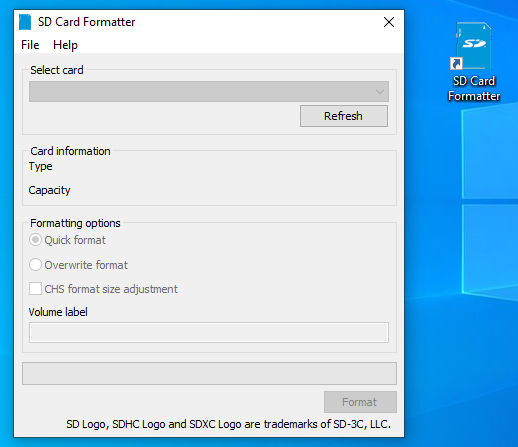 SD Card Formatter
File Help
Select card
Refresh
Card information
Type
Capacity
Formatting options
Quick format
Overwrite format
CHS format size adjustment
Volume label
Format
SD Logo, SDHC Logo and SDXC Logo are trademarks of SD-3C, LLC.
SD
SD Card
Formatter